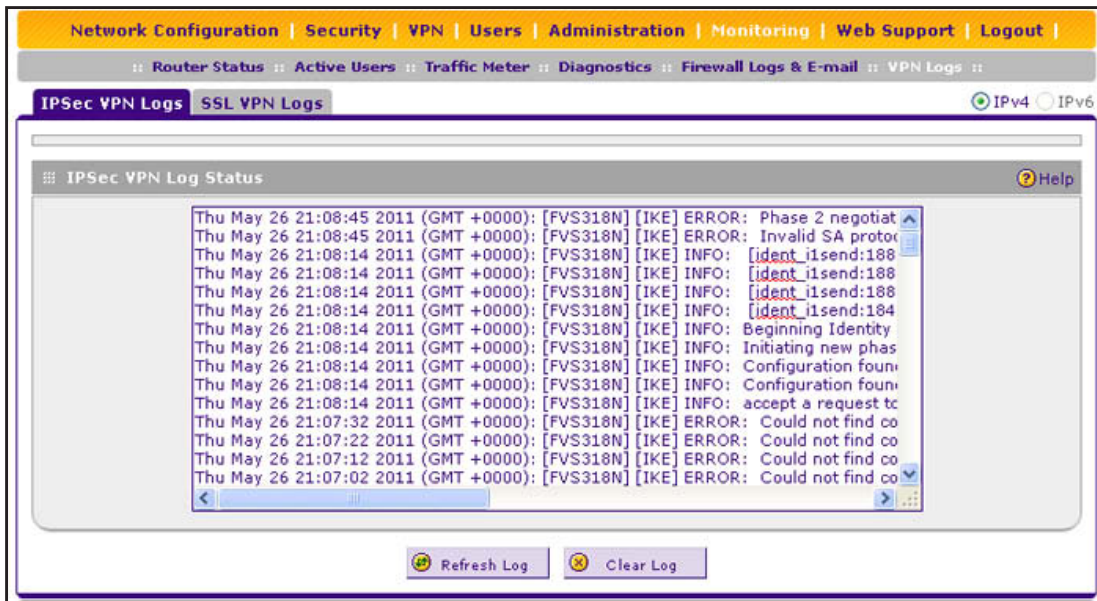 Network Configuration | Security | VPN | Users | Administration | Monitoring | Web Support | Logout |
:: Router Status :: Active Users :: Traffic Meter :: Diagnostics :: Firewall Logs & E-mail :: VPN Logs ::
IPSec VPN Logs SSL VPN Logs IPv4 IPv6
IPSec VPN Log Status Help
Thu May 26 21:08:45 2011 (GMT +0000): [FVS318N] [IKE] ERROR: Phase 2 negotiat
Thu May 26 21:08:45 2011 (GMT +0000): [FVS318N] [IKE] ERROR: Invalid SA protoc
Thu May 26 21:08:14 2011 (GMT +0000): [FVS318N] [IKE] INFO: [ident_i1send:188
Thu May 26 21:08:14 2011 (GMT +0000): [FVS318N] [IKE] INFO: [ident_i1send:188
Thu May 26 21:08:14 2011 (GMT +0000): [FVS318N] [IKE] INFO: [ident_i1send:188
Thu May 26 21:08:14 2011 (GMT +0000): [FVS318N] [IKE] INFO: [ident_i1send:184
Thu May 26 21:08:14 2011 (GMT +0000): [FVS318N] [IKE] INFO: Beginning Identity
Thu May 26 21:08:14 2011 (GMT +0000): [FVS318N] [IKE] INFO: Initiating new phas
Thu May 26 21:08:14 2011 (GMT +0000): [FVS318N] [IKE] INFO: Configuration foun
Thu May 26 21:08:14 2011 (GMT +0000): [FVS318N] [IKE] INFO: Configuration foun
Thu May 26 21:08:14 2011 (GMT +0000): [FVS318N] [IKE] INFO: accept a request to
Thu May 26 21:07:32 2011 (GMT +0000): [FVS318N] [IKE] ERROR: Could not find co
Thu May 26 21:07:22 2011 (GMT +0000): [FVS318N] [IKE] ERROR: Could not find co
Thu May 26 21:07:12 2011 (GMT +0000): [FVS318N] [IKE] ERROR: Could not find co
Thu May 26 21:07:02 2011 (GMT +0000): [FVS318N] [IKE] ERROR: Could not find co
Refresh Log Clear Log